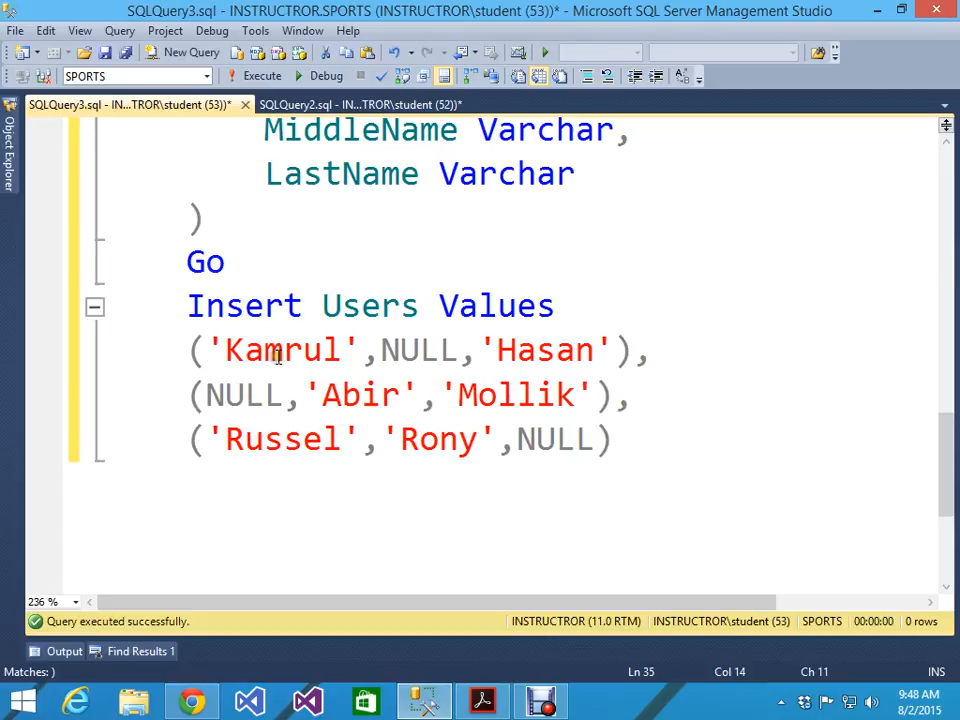 SQLQuery3.sql - INSTRUCTROR.SPORTS (INSTRUCTROR\student (53))* - Microsoft SQL Server Management Studio
File Edit View Query Project Debug Tools Window Help
New Query
SPORTS Execute Debug
SQLQuery3.sql - IN...TROR\student (53))* SQLQuery2.sql - IN...TROR\student (52))*
Object Explorer
MiddleName Varchar,
LastName Varchar
)
Go
Insert Users Values
('Kamrul',NULL,'Hasan'),
(NULL,'Abir','Mollik'),
('Russel','Rony',NULL)
236 %
Query executed successfully. INSTRUCTROR (11.0 RTM) INSTRUCTROR\student (53) SPORTS 00:00:00 0 rows
Output Find Results 1
Matches: ) Ln 35 Col 14 Ch 11 INS
9:48 AM
8/2/2015